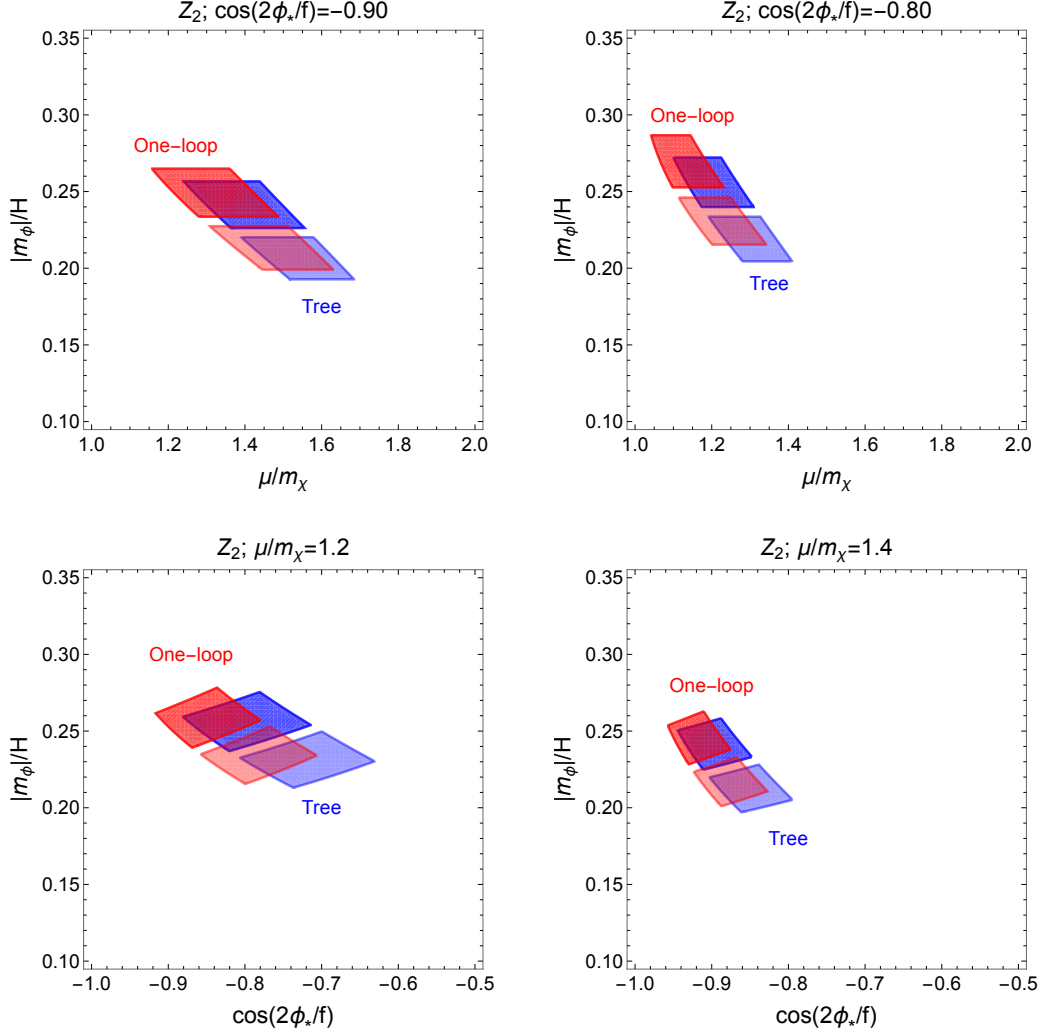 Z₂; cos(2ϕ*/f)=−0.90
0.35
0.30
0.25
0.20
0.15
0.10
|mϕ|/H
One−loop
Tree
1.0 1.2 1.4 1.6 1.8 2.0
μ/mχ
Z₂; cos(2ϕ*/f)=−0.80
0.35
0.30
0.25
0.20
0.15
0.10
|mϕ|/H
One−loop
Tree
1.0 1.2 1.4 1.6 1.8 2.0
μ/mχ
Z₂; μ/mχ=1.2
0.35
0.30
0.25
0.20
0.15
0.10
|mϕ|/H
One−loop
Tree
−1.0 −0.9 −0.8 −0.7 −0.6 −0.5
cos(2ϕ*/f)
Z₂; μ/mχ=1.4
0.35
0.30
0.25
0.20
0.15
0.10
|mϕ|/H
One−loop
Tree
−1.0 −0.9 −0.8 −0.7 −0.6 −0.5
cos(2ϕ*/f)